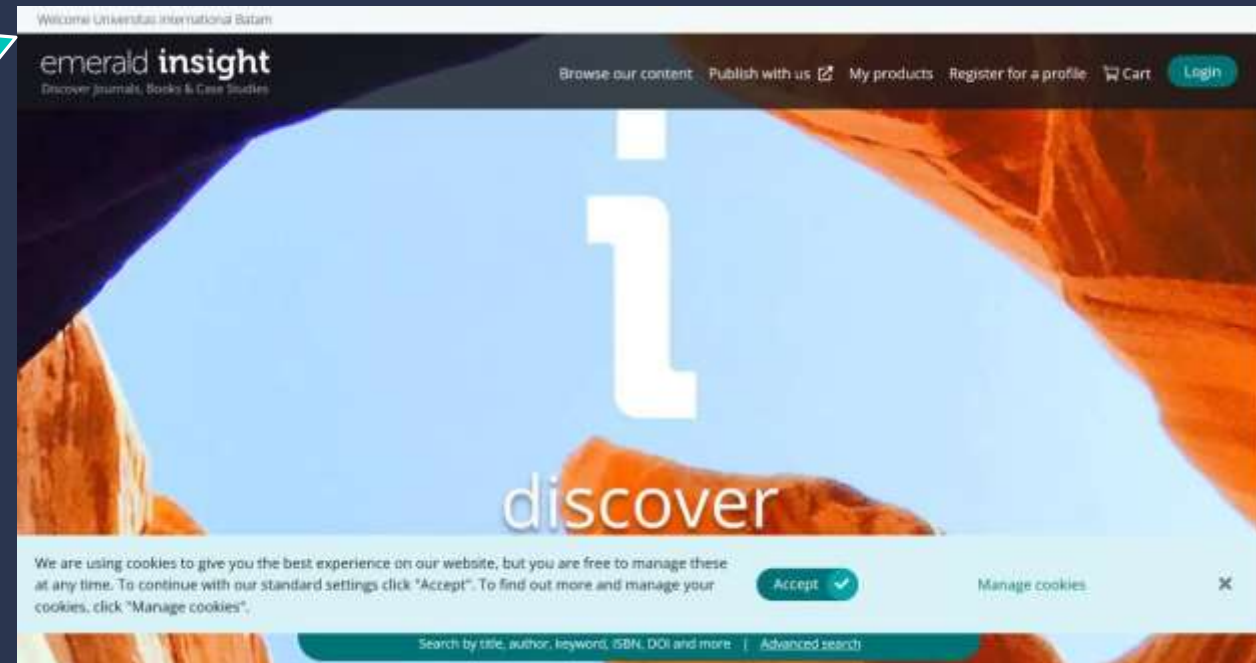 Welcome Universitas International Batam
emerald insight
Discover Journals, Books & Case Studies
Browse our content Publish with us My products Register for a profile Cart Login
i
discover
We are using cookies to give you the best experience on our website, but you are free to manage these
at any time. To continue with our standard settings click "Accept". To find out more and manage your
cookies, click "Manage cookies".
Accept
Manage cookies
Search by title, author, keyword, ISBN, DOI and more | Advanced search